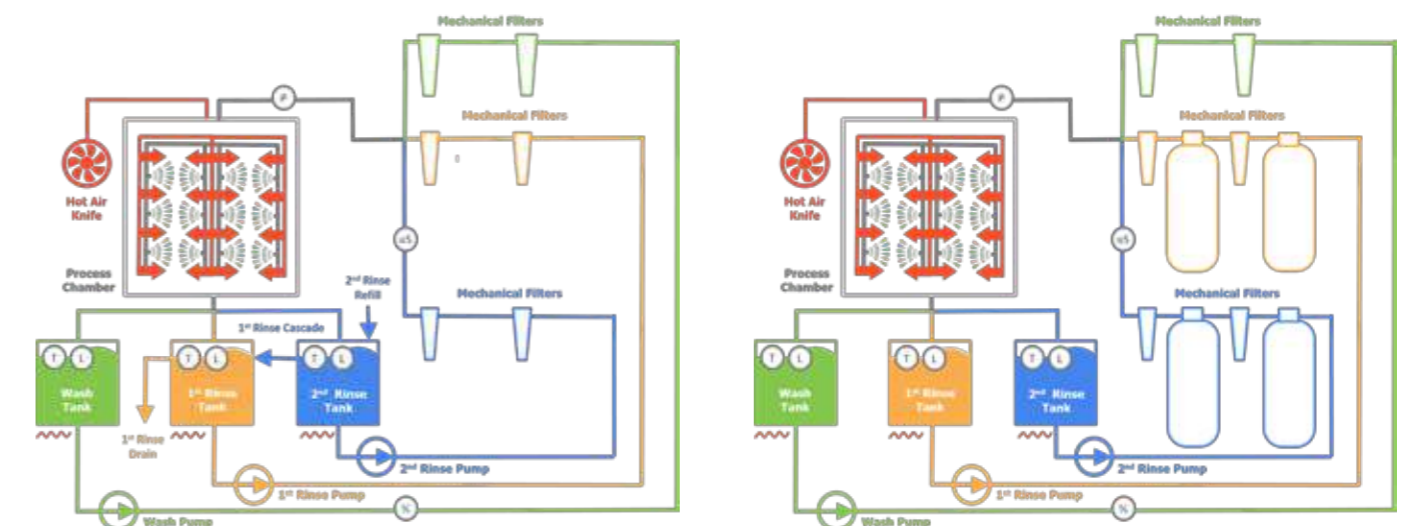 Mechanical Filters
P
Mechanical Filters
Hot Air
Knife
uS
Process
Chamber
2nd Rinse
Refill
Mechanical Filters
1st Rinse Cascade
T L
Wash
Tank
T L
1st Rinse
Tank
T L
2nd Rinse
Tank
1st Rinse
Drain
2nd Rinse Pump
1st Rinse Pump
%
Wash Pump
Mechanical Filters
P
Mechanical Filters
Hot Air
Knife
uS
Process
Chamber
Mechanical Filters
T L
Wash
Tank
T L
1st Rinse
Tank
T L
2nd Rinse
Tank
2nd Rinse Pump
1st Rinse Pump
%
Wash Pump